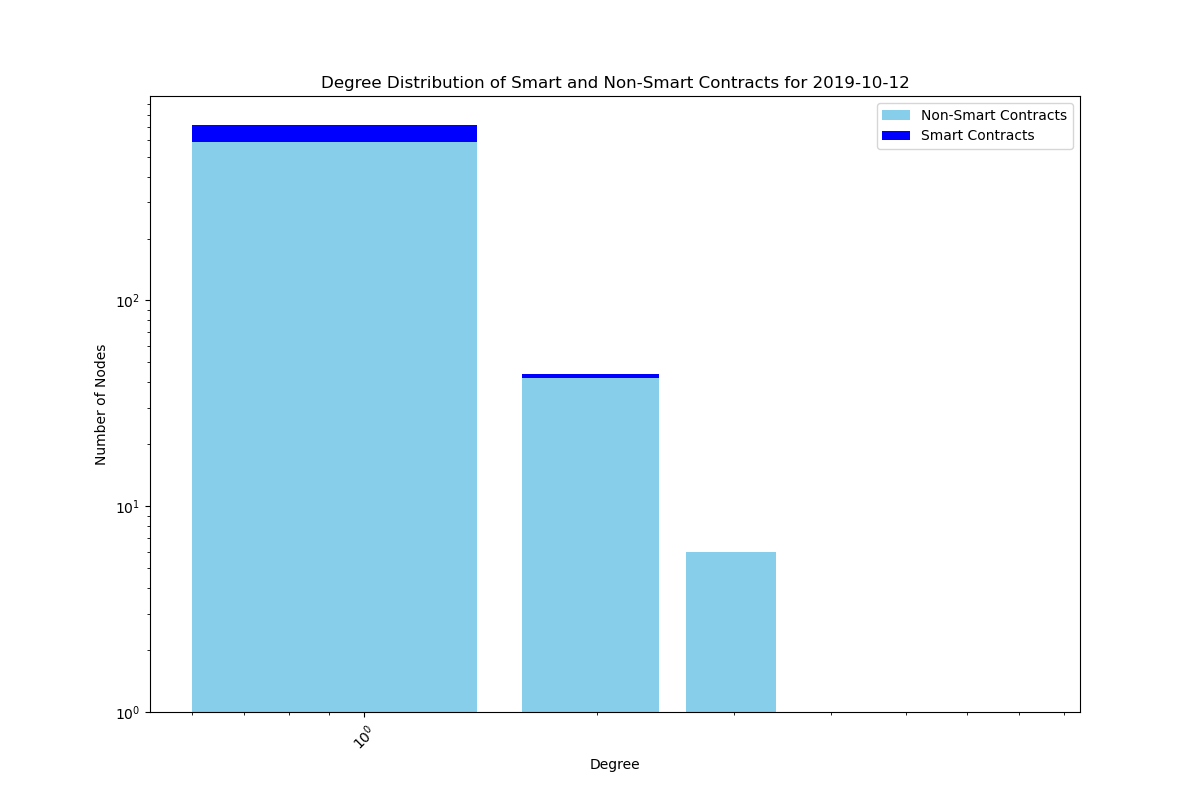 Degree Distribution of Smart and Non-Smart Contracts for 2019-10-12
Non-Smart Contracts
Smart Contracts
Number of Nodes
10²
10¹
10⁰
10⁰
Degree